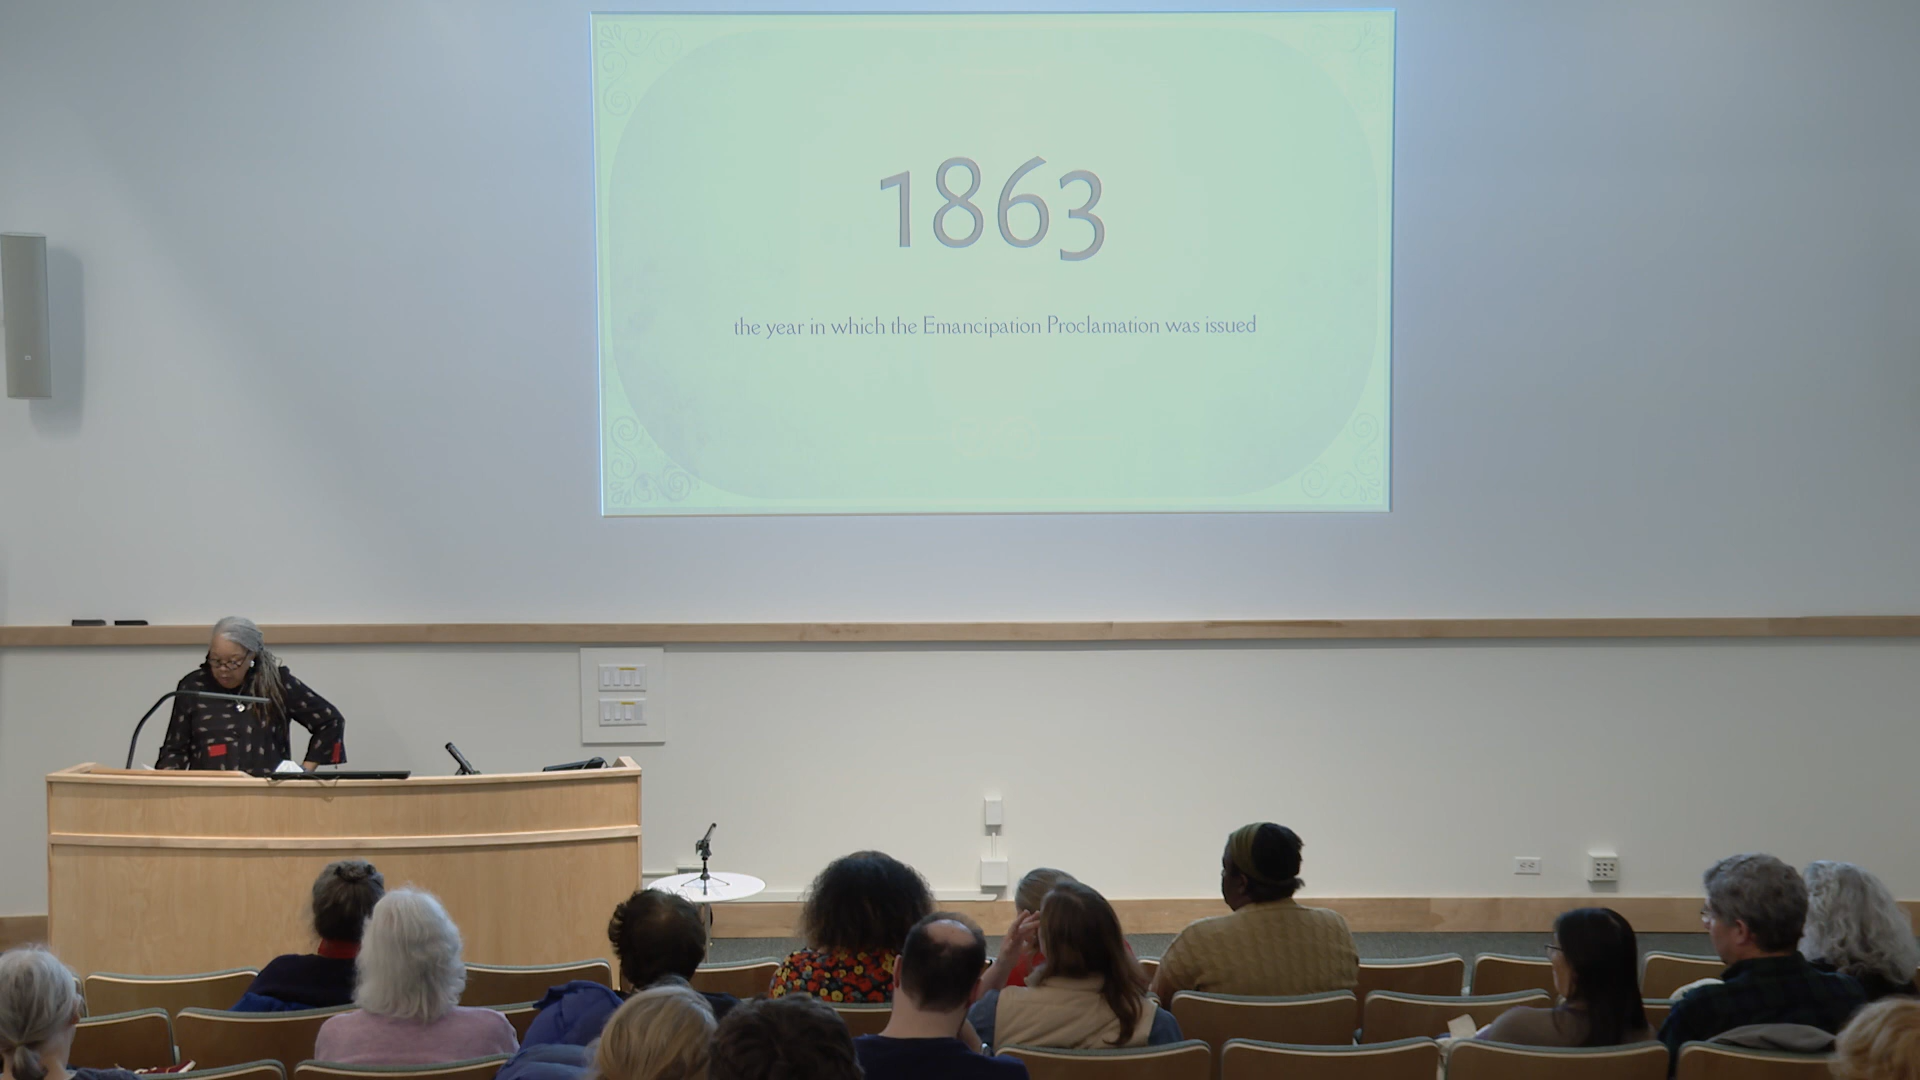 1863
the year in which the Emancipation Proclamation was issued